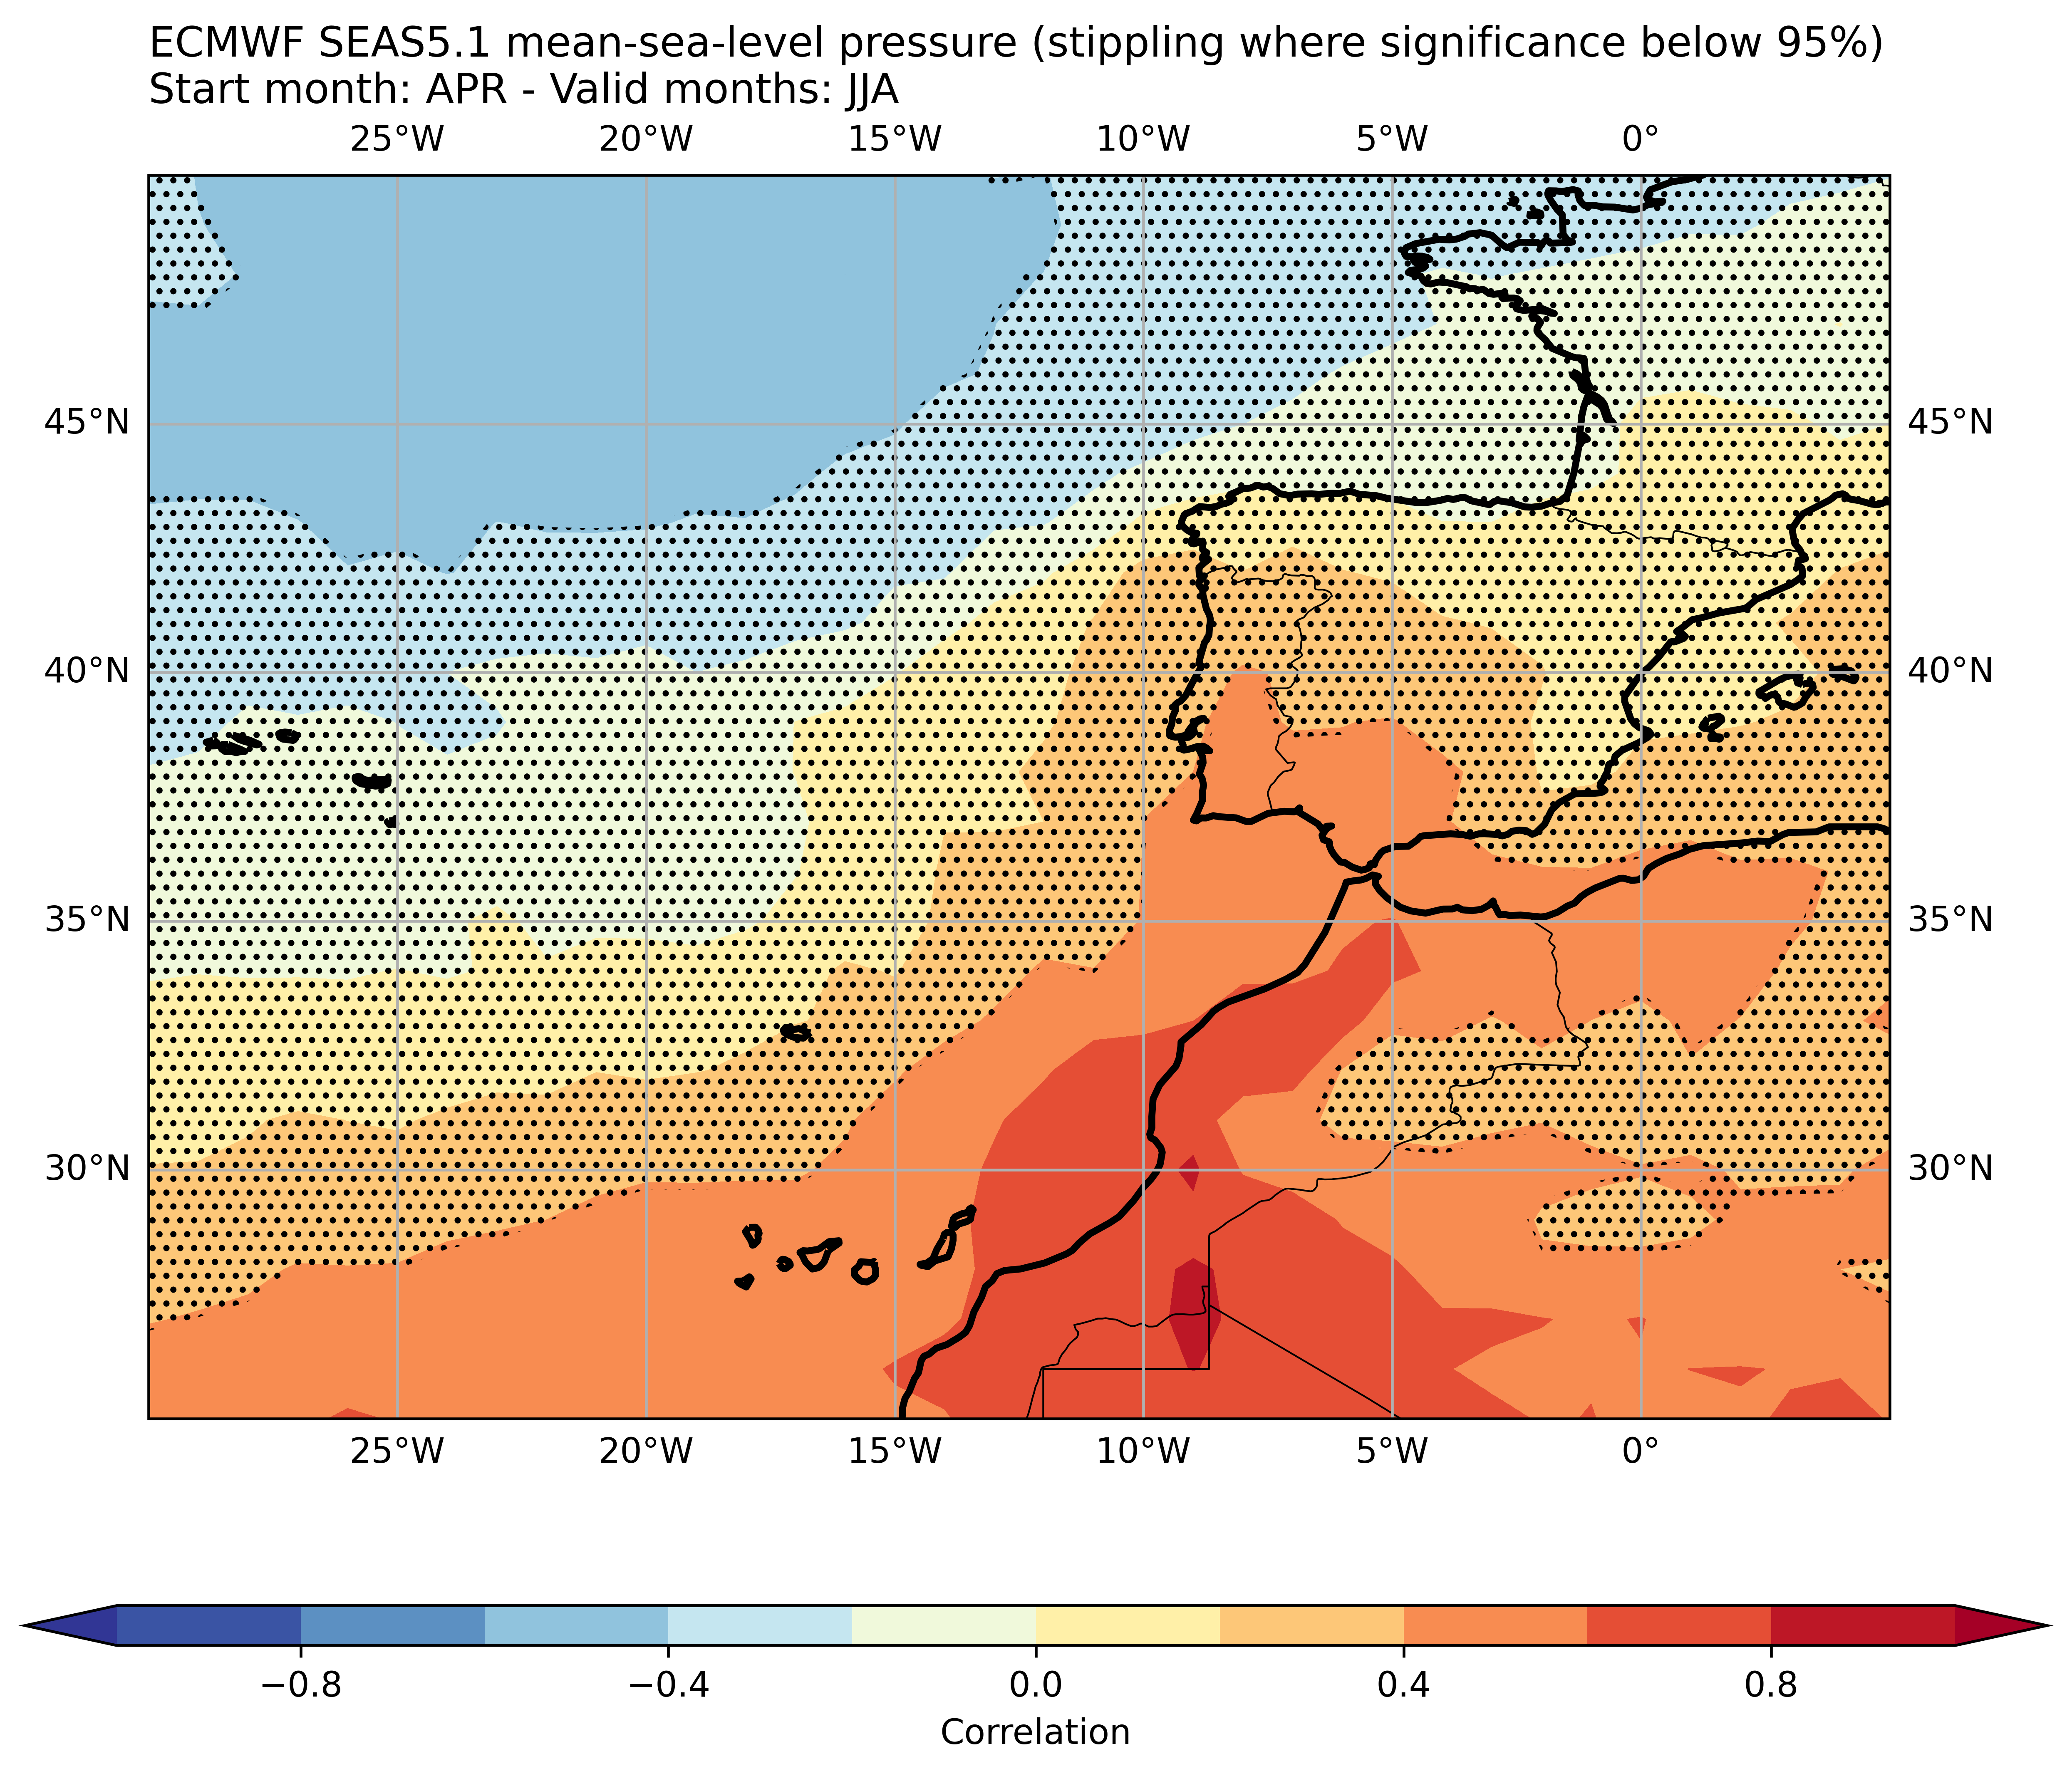 ECMWF SEAS5.1 mean-sea-level pressure (stippling where significance below 95%)
Start month: APR - Valid months: JJA
25°W 20°W 15°W 10°W 5°W 0°
45°N 45°N
40°N 40°N
35°N 35°N
30°N 30°N
25°W 20°W 15°W 10°W 5°W 0°
−0.8 −0.4 0.0 0.4 0.8
Correlation